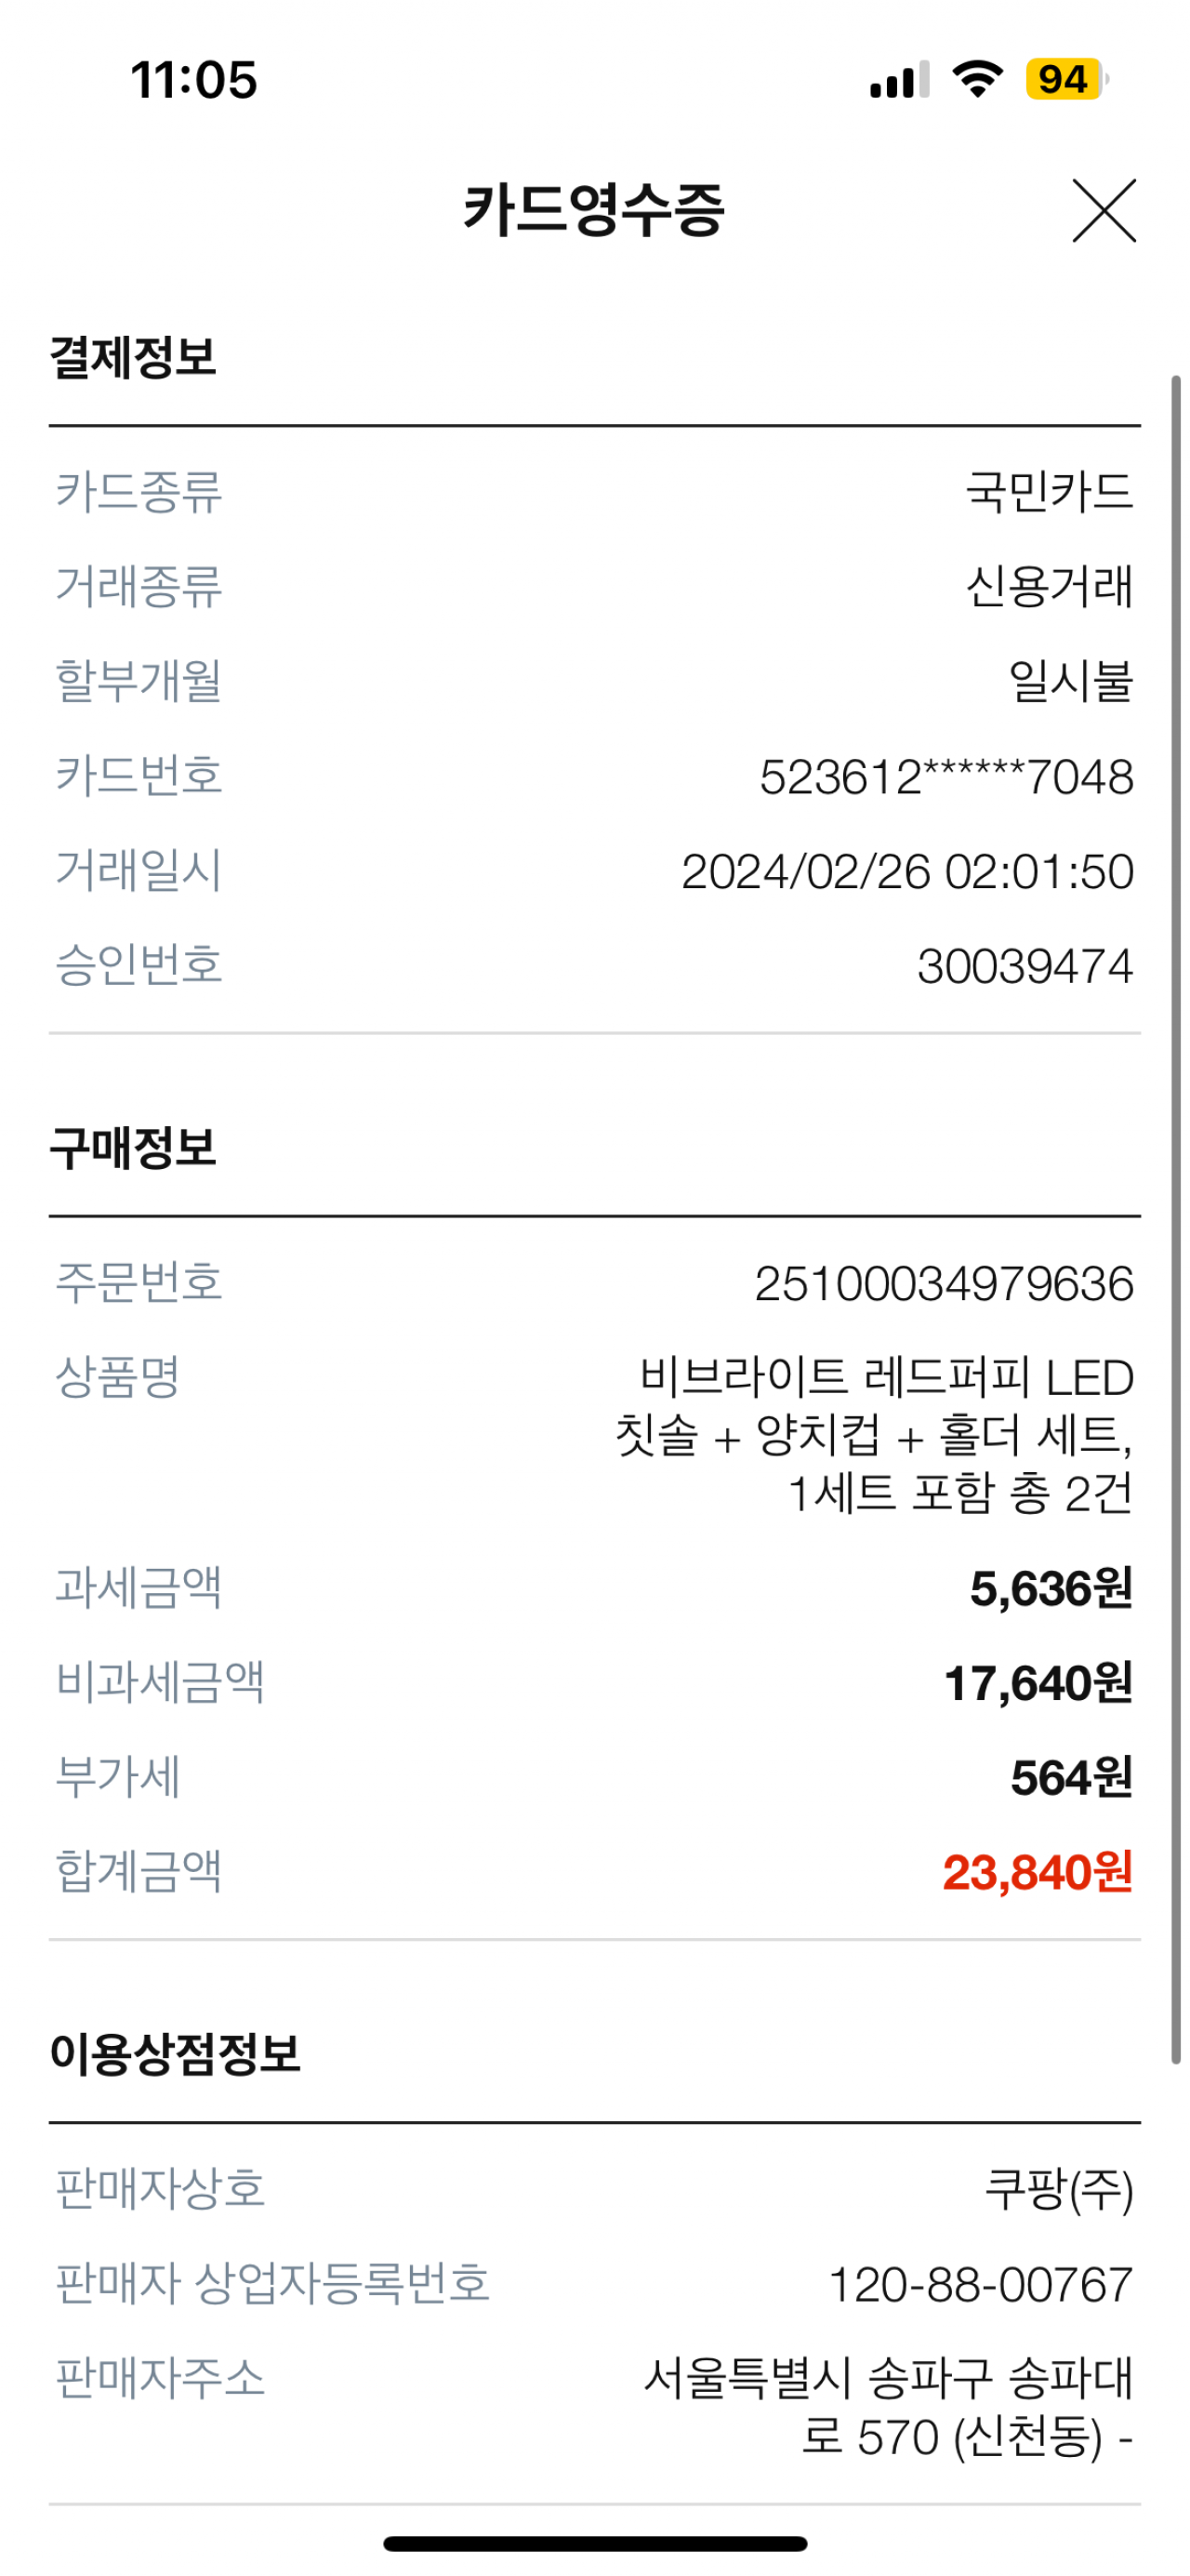 11:05
94
카드영수증
결제정보
카드종류 국민카드
거래종류 신용거래
할부개월 일시불
카드번호 523612******7048
거래일시 2024/02/26 02:01:50
승인번호 30039474
구매정보
주문번호 25100034979636
상품명 비브라이트 레드퍼피 LED
칫솔 + 양치컵 + 홀더 세트,
1세트 포함 총 2건
과세금액 5,636원
비과세금액 17,640원
부가세 564원
합계금액 23,840원
이용상점정보
판매자상호 쿠팡(주)
판매자 상업자등록번호 120-88-00767
판매자주소 서울특별시 송파구 송파대
로 570 (신천동) -